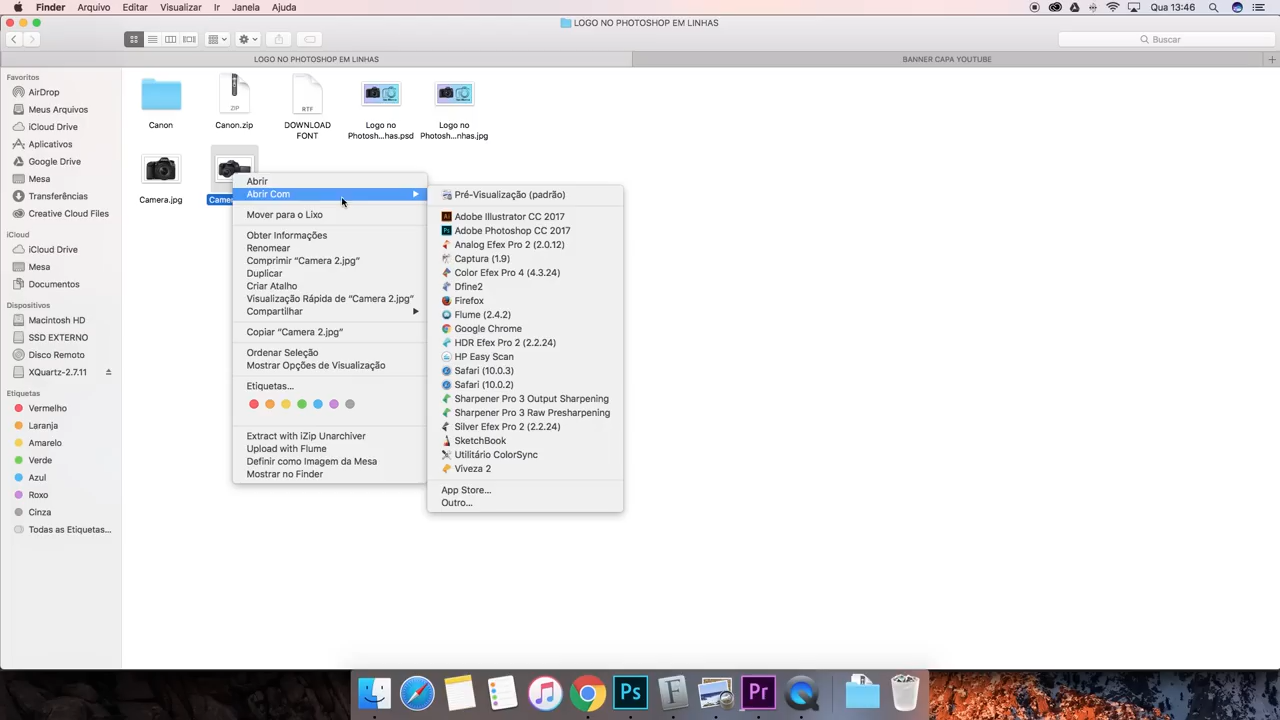 Finder Arquivo Editar Visualizar Ir Janela Ajuda Qua 13:46
LOGO NO PHOTOSHOP EM LINHAS
Buscar
LOGO NO PHOTOSHOP EM LINHAS
BANNER CAPA YOUTUBE
Favoritos
AirDrop
Meus Arquivos
iCloud Drive
Aplicativos
Google Drive
Mesa
Transferências
Creative Cloud Files
iCloud
iCloud Drive
Mesa
Documentos
Dispositivos
Macintosh HD
SSD EXTERNO
Disco Remoto
XQuartz-2.7.11
Etiquetas
Vermelho
Laranja
Amarelo
Verde
Azul
Roxo
Cinza
Todas as Etiquetas...
ZIP
RTF
Canon
Canon.zip
DOWNLOAD
FONT
Logo no
Photosh...has.psd
Logo no
Photosh...nhas.jpg
Camera.jpg
Came
Abrir
Abrir Com
Mover para o Lixo
Obter Informações
Renomear
Comprimir “Camera 2.jpg”
Duplicar
Criar Atalho
Visualização Rápida de “Camera 2.jpg”
Compartilhar
Copiar “Camera 2.jpg”
Ordenar Seleção
Mostrar Opções de Visualização
Etiquetas...
Extract with iZip Unarchiver
Upload with Flume
Definir como Imagem da Mesa
Mostrar no Finder
Pré-Visualização (padrão)
Adobe Illustrator CC 2017
Adobe Photoshop CC 2017
Analog Efex Pro 2 (2.0.12)
Captura (1.9)
Color Efex Pro 4 (4.3.24)
Dfine2
Firefox
Flume (2.4.2)
Google Chrome
HDR Efex Pro 2 (2.2.24)
HP Easy Scan
Safari (10.0.3)
Safari (10.0.2)
Sharpener Pro 3 Output Sharpening
Sharpener Pro 3 Raw Presharpening
Silver Efex Pro 2 (2.2.24)
SketchBook
Utilitário ColorSync
Viveza 2
App Store...
Outro...
Ps
F
Pr